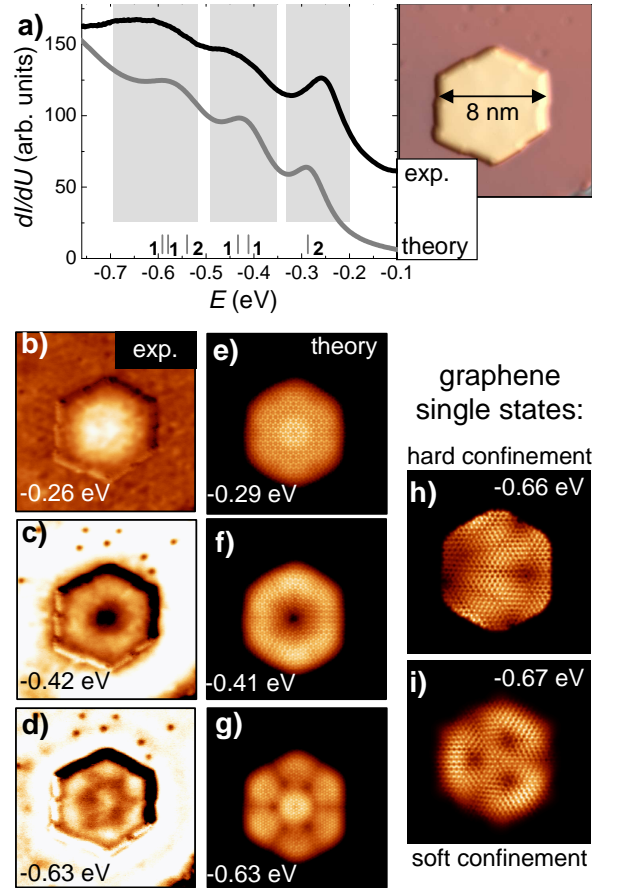 a)
dI/dU (arb. units)
150
125
100
75
50
25
0
1 1 2 1 1 2
-0.7 -0.6 -0.5 -0.4 -0.3 -0.2 -0.1
E (eV)
8 nm
exp.
theory
b) exp.
-0.26 eV
e) theory
-0.29 eV
graphene
single states:
hard confinement
c)
-0.42 eV
f)
-0.41 eV
h) -0.66 eV
d)
-0.63 eV
g)
-0.63 eV
i) -0.67 eV
soft confinement